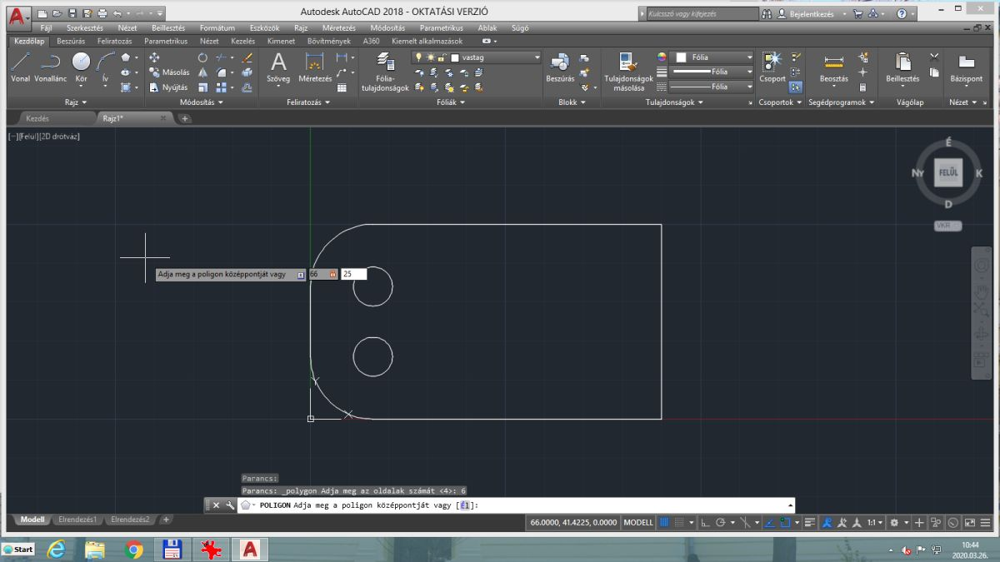 Autodesk AutoCAD 2018 - OKTATÁSI VERZIÓ
Kulcsszó vagy kifejezés
Bejelentkezés
Fájl Szerkesztés Nézet Beillesztés Formátum Eszközök Rajz Méretezés Módosítás Parametrikus Ablak Súgó
Kezdőlap Beszúrás Feliratozás Parametrikus Nézet Kezelés Kimenet Bővítmények A360 Kiemelt alkalmazások
Vonal Vonallánc Kör Ív
Másolás
Nyújtás
Szöveg Méretezés
Fólia-
tulajdonságok
vastag
Beszúrás
Tulajdonságok
másolása
Fólia
Fólia
Fólia
Csoport
Beosztás
Beillesztés
Bázispont
Rajz Módosítás Feliratozás Fóliák Blokk Tulajdonságok Csoportok Segédprogramok Vágólap Nézet
Kezdés Rajz1*
[−][Felül][2D drótváz]
É
Ny FELÜL K
D
VKR
Adja meg a poligon középpontját vagy 66 25
Y
X
Parancs:
Parancs: _polygon Adja meg az oldalak számát <4>: 6
POLIGON Adja meg a poligon középpontját vagy [Él]:
Modell Elrendezés1 Elrendezés2
66.0000, 41.4225, 0.0000 MODELL 1:1
Start
10:44
2020.03.26.